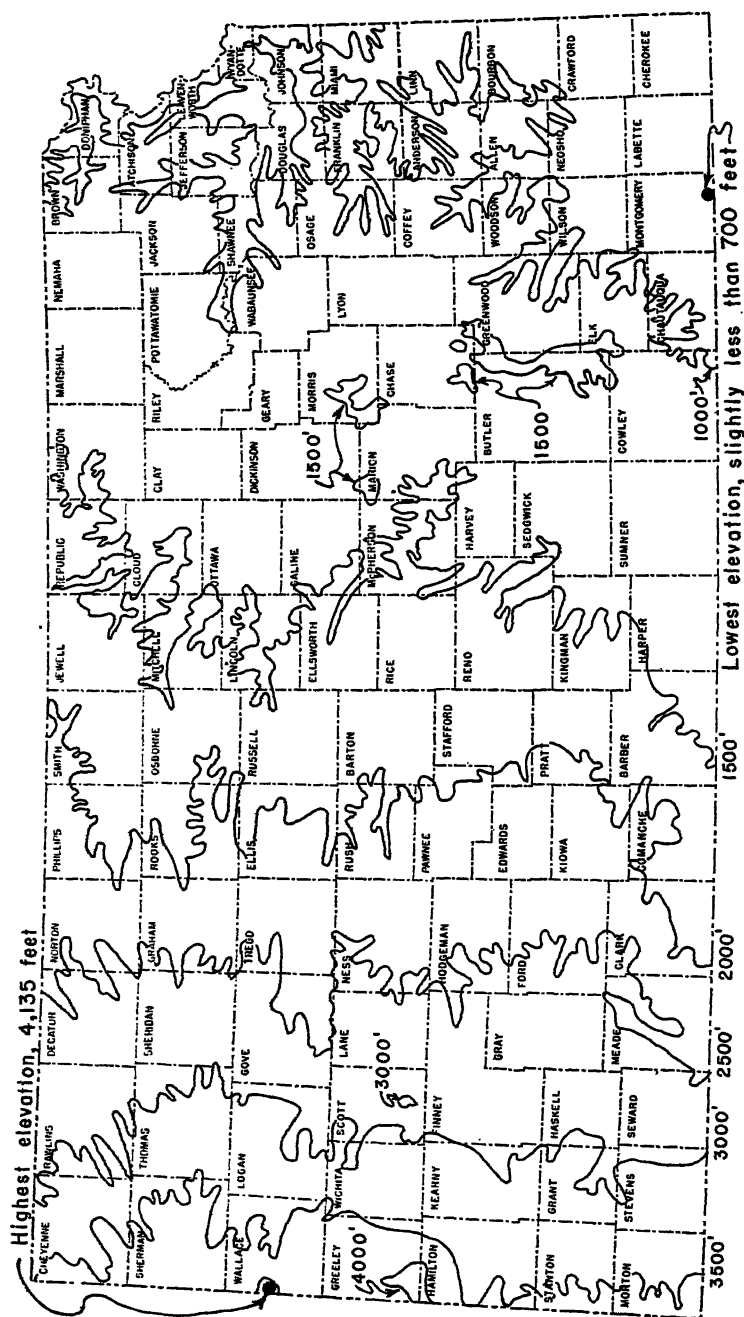 Highest elevation, 4,135 feet
CHEYENNE
RAWLINS
DECATUR
NORTON
PHILLIPS
SMITH
JEWELL
REPUBLIC
WASHINGTON
MARSHALL
NEMAHA
BROWN
DONIPHAN
SHERMAN
THOMAS
SHERIDAN
GRAHAM
ROOKS
OSBORNE
MITCHELL
CLOUD
CLAY
RILEY
POTTAWATOMIE
JACKSON
ATCHISON
JEFFERSON
LEAVEN
WORTH
WYAN
DOTTE
WALLACE
LOGAN
GOVE
TREGO
ELLIS
RUSSELL
LINCOLN
OTTAWA
DICKINSON
GEARY
WABAUNSEE
SHAWNEE
DOUGLAS
JOHNSON
GREELEY
WICHITA
SCOTT
LANE
NESS
RUSH
BARTON
ELLSWORTH
SALINE
1500'
MORRIS
LYON
OSAGE
FRANKLIN
MIAMI
4000'
3000'
HAMILTON
KEARNY
FINNEY
HODGEMAN
PAWNEE
STAFFORD
RICE
McPHERSON
MARION
CHASE
COFFEY
ANDERSON
LINN
STANTON
GRANT
HASKELL
GRAY
FORD
EDWARDS
KIOWA
PRATT
RENO
KINGMAN
HARVEY
SEDGWICK
BUTLER
1500'
GREENWOOD
ELK
WOODSON
WILSON
ALLEN
NEOSHO
BOURBON
CRAWFORD
MORTON
STEVENS
SEWARD
MEADE
CLARK
COMANCHE
BARBER
HARPER
SUMNER
COWLEY
CHAUTAUQUA
MONTGOMERY
LABETTE
CHEROKEE
3500'
3000'
2500'
2000'
1500'
1000'
Lowest elevation, slightly less than 700 feet